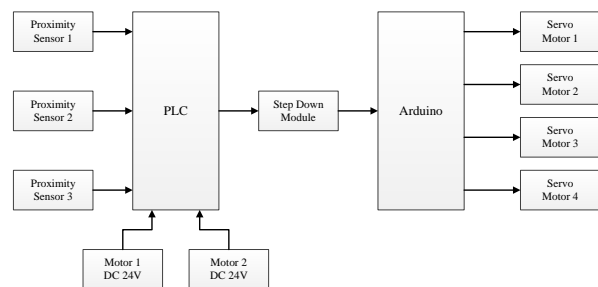 Proximity
Sensor 1
Proximity
Sensor 2
Proximity
Sensor 3
PLC
Motor 1
DC 24V
Motor 2
DC 24V
Step Down
Module
Arduino
Servo
Motor 1
Servo
Motor 2
Servo
Motor 3
Servo
Motor 4